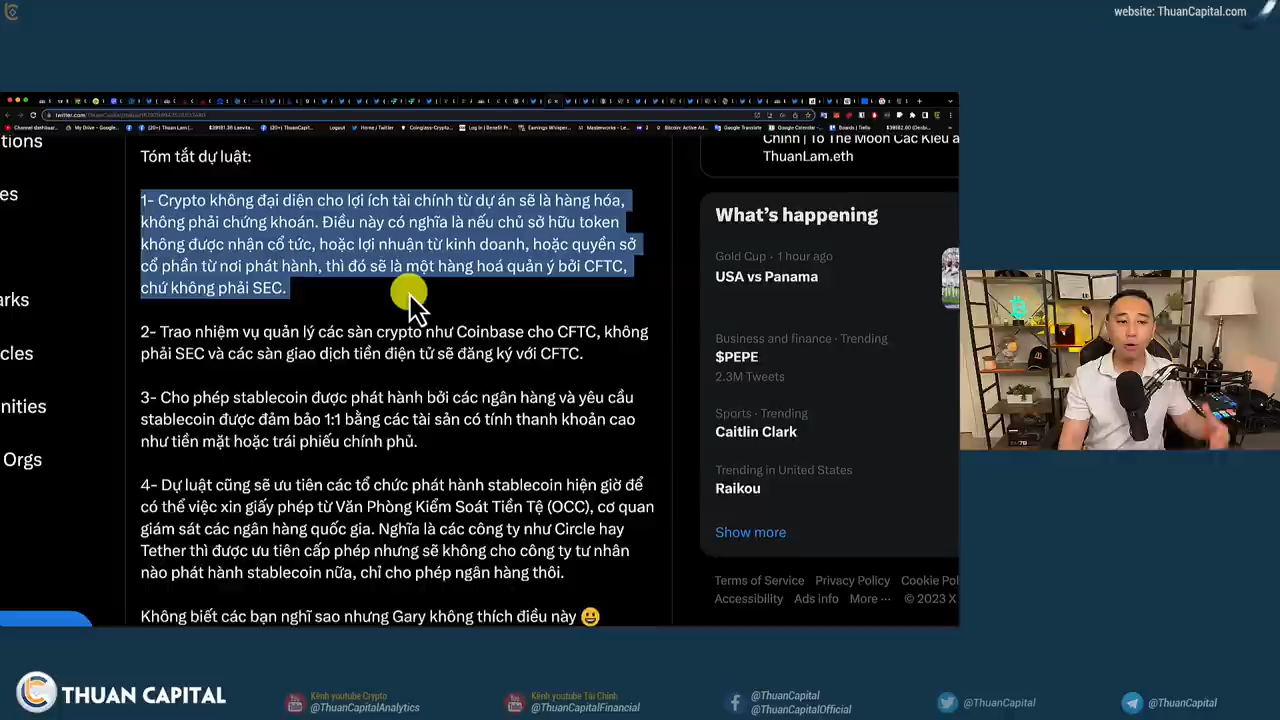 website: ThuanCapital.com
tions
es
arks
cles
nities
Orgs
Tóm tắt dự luật:
1- Crypto không đại diện cho lợi ích tài chính từ dự án sẽ là hàng hóa,
không phải chứng khoán. Điều này có nghĩa là nếu chủ sở hữu token
không được nhận cổ tức, hoặc lợi nhuận từ kinh doanh, hoặc quyền sở
cổ phần từ nơi phát hành, thì đó sẽ là một hàng hoá quản ý bởi CFTC,
chứ không phải SEC.
2- Trao nhiệm vụ quản lý các sàn crypto như Coinbase cho CFTC, không
phải SEC và các sàn giao dịch tiền điện tử sẽ đăng ký với CFTC.
3- Cho phép stablecoin được phát hành bởi các ngân hàng và yêu cầu
stablecoin được đảm bảo 1:1 bằng các tài sản có tính thanh khoản cao
như tiền mặt hoặc trái phiếu chính phủ.
4- Dự luật cũng sẽ ưu tiên các tổ chức phát hành stablecoin hiện giờ để
có thể việc xin giấy phép từ Văn Phòng Kiểm Soát Tiền Tệ (OCC), cơ quan
giám sát các ngân hàng quốc gia. Nghĩa là các công ty như Circle hay
Tether thì được ưu tiên cấp phép nhưng sẽ không cho công ty tư nhân
nào phát hành stablecoin nữa, chỉ cho phép ngân hàng thôi.
Không biết các bạn nghĩ sao nhưng Gary không thích điều này 😀
Chính | To The Moon Các Kiểu a
ThuanLam.eth
What's happening
Gold Cup · 1 hour ago
USA vs Panama
Business and finance · Trending
$PEPE
2.3M Tweets
Sports · Trending
Caitlin Clark
Trending in United States
Raikou
Show more
Terms of Service Privacy Policy Cookie Pol
Accessibility Ads info More ··· © 2023 X
THUAN CAPITAL
Kênh youtube Crypto
@ThuanCapitalAnalytics
Kênh youtube Tài Chính
@ThuanCapitalFinancial
@ThuanCapital
@ThuanCapitalOfficial
@ThuanCapital
@ThuanCapital